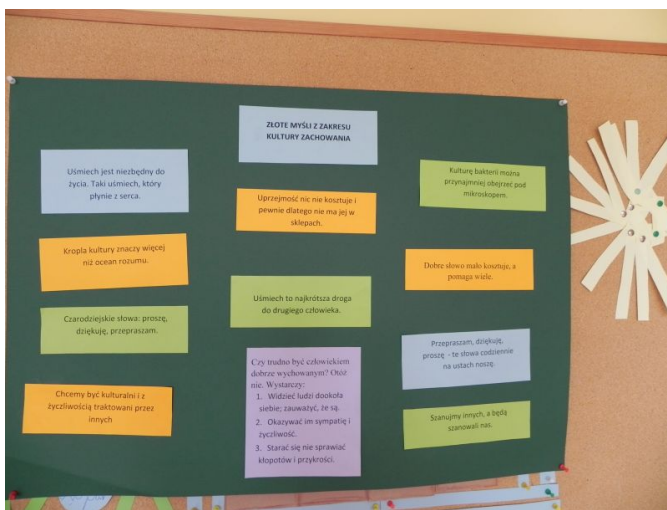 ZŁOTE MYŚLI Z ZAKRESU
KULTURY ZACHOWANIA
Uśmiech jest niezbędny do
życia. Taki uśmiech, który
płynie z serca.
Kropla kultury znaczy więcej
niż ocean rozumu.
Czarodziejskie słowa: proszę,
dziękuję, przepraszam.
Chcemy być kulturalni i z
życzliwością traktowani przez
innych
Uprzejmość nic nie kosztuje i
pewnie dlatego nie ma jej w
sklepach.
Uśmiech to najkrótsza droga
do drugiego człowieka.
Czy trudno być człowiekiem
dobrze wychowanym? Otóż
nie. Wystarczy:
1. Widzieć ludzi dookoła
siebie; zauważyć, że są.
2. Okazywać im sympatię i
życzliwość.
3. Starać się nie sprawiać
kłopotów i przykrości.
Kulturę bakterii można
przynajmniej obejrzeć pod
mikroskopem.
Dobre słowo mało kosztuje, a
pomaga wiele.
Przepraszam, dziękuję,
proszę - te słowa codziennie
na ustach noszę.
Szanujmy innych, a będą
szanowali nas.